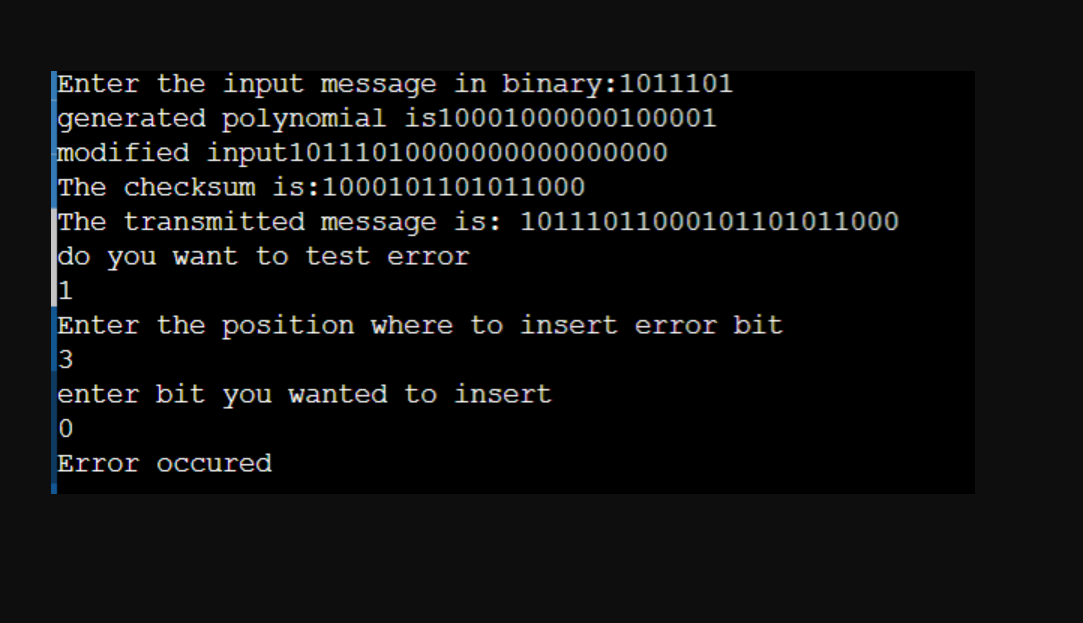 Enter the input message in binary:1011101
generated polynomial is10001000000100001
modified input10111010000000000000000
The checksum is:1000101101011000
The transmitted message is: 10111011000101101011000
do you want to test error
1
Enter the position where to insert error bit
3
enter bit you wanted to insert
0
Error occured